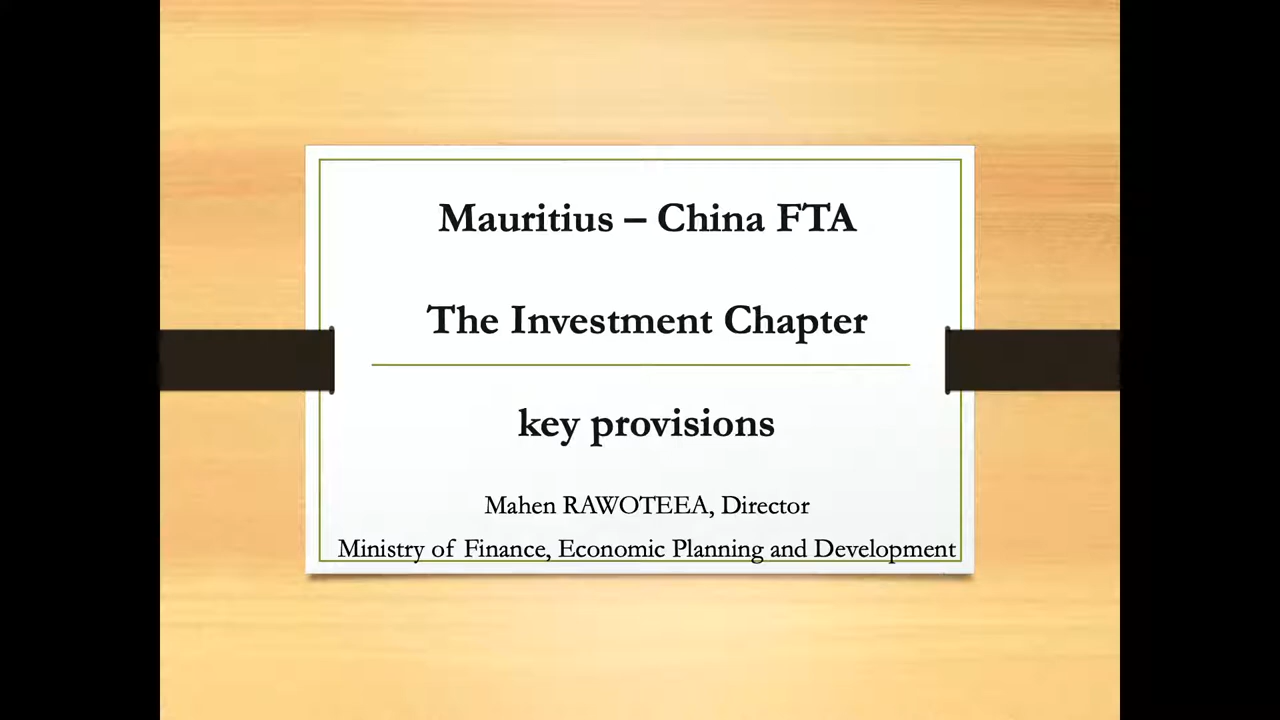 Mauritius – China FTA
The Investment Chapter
key provisions
Mahen RAWOTEEA, Director
Ministry of Finance, Economic Planning and Development